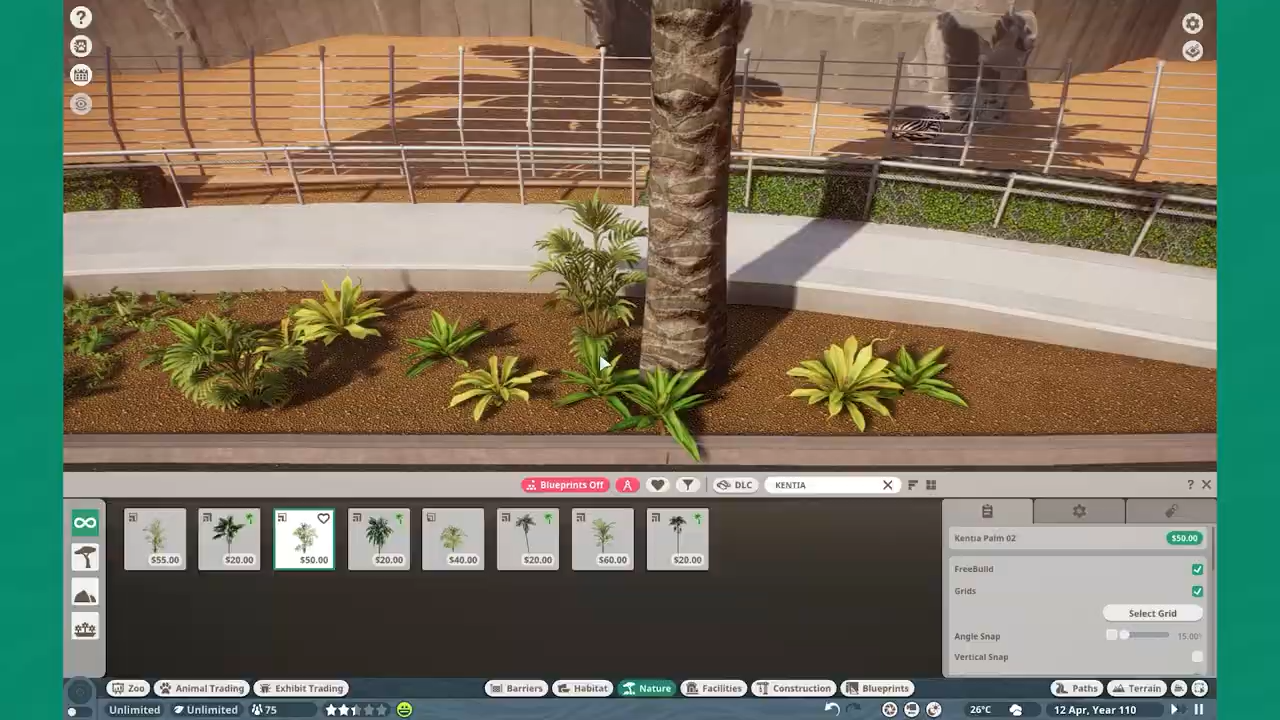 ?
Blueprints Off
DLC
KENTIA
?
$55.00
$20.00
$50.00
$20.00
$40.00
$20.00
$60.00
$20.00
Kentia Palm 02
$50.00
FreeBuild
Grids
Select Grid
Angle Snap
15.00°
Vertical Snap
Zoo
Animal Trading
Exhibit Trading
Barriers
Habitat
Nature
Facilities
Construction
Blueprints
Paths
Terrain
Unlimited
Unlimited
75
26°C
12 Apr, Year 110